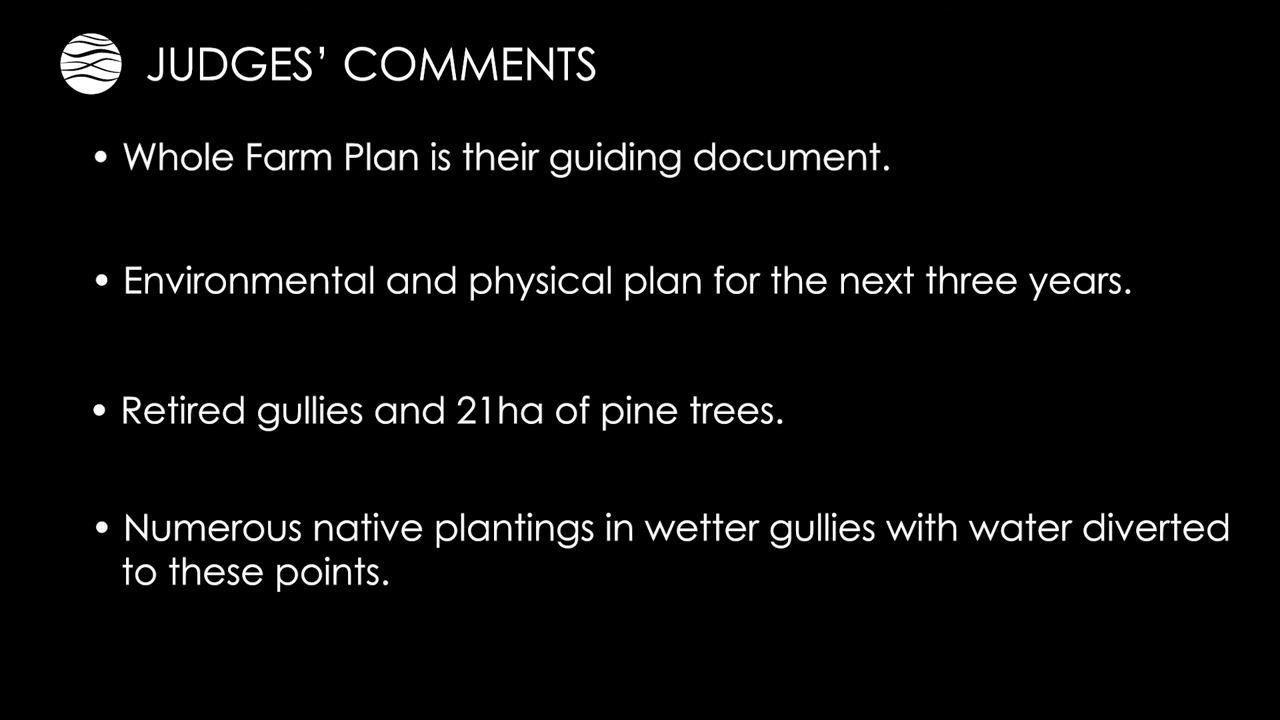 JUDGES’ COMMENTS
• Whole Farm Plan is their guiding document.
• Environmental and physical plan for the next three years.
• Retired gullies and 21ha of pine trees.
• Numerous native plantings in wetter gullies with water diverted
to these points.